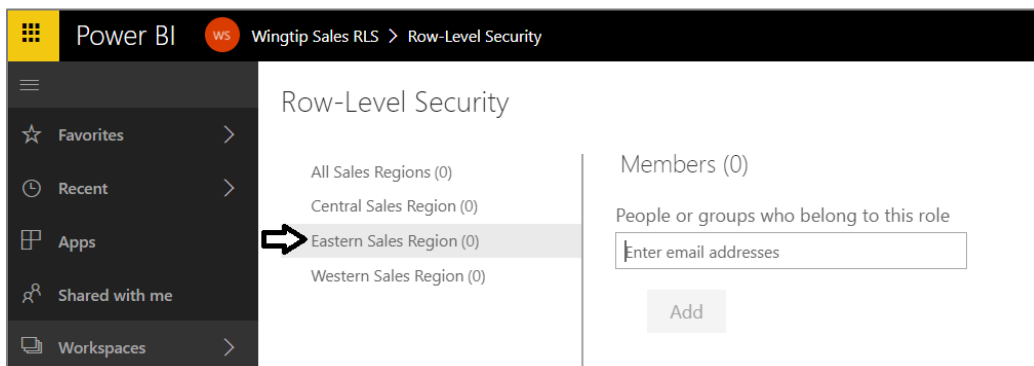 Power BI WS Wingtip Sales RLS > Row-Level Security
Favorites
Recent
Apps
Shared with me
Workspaces
Row-Level Security
All Sales Regions (0)
Central Sales Region (0)
Eastern Sales Region (0)
Western Sales Region (0)
Members (0)
People or groups who belong to this role
Enter email addresses
Add